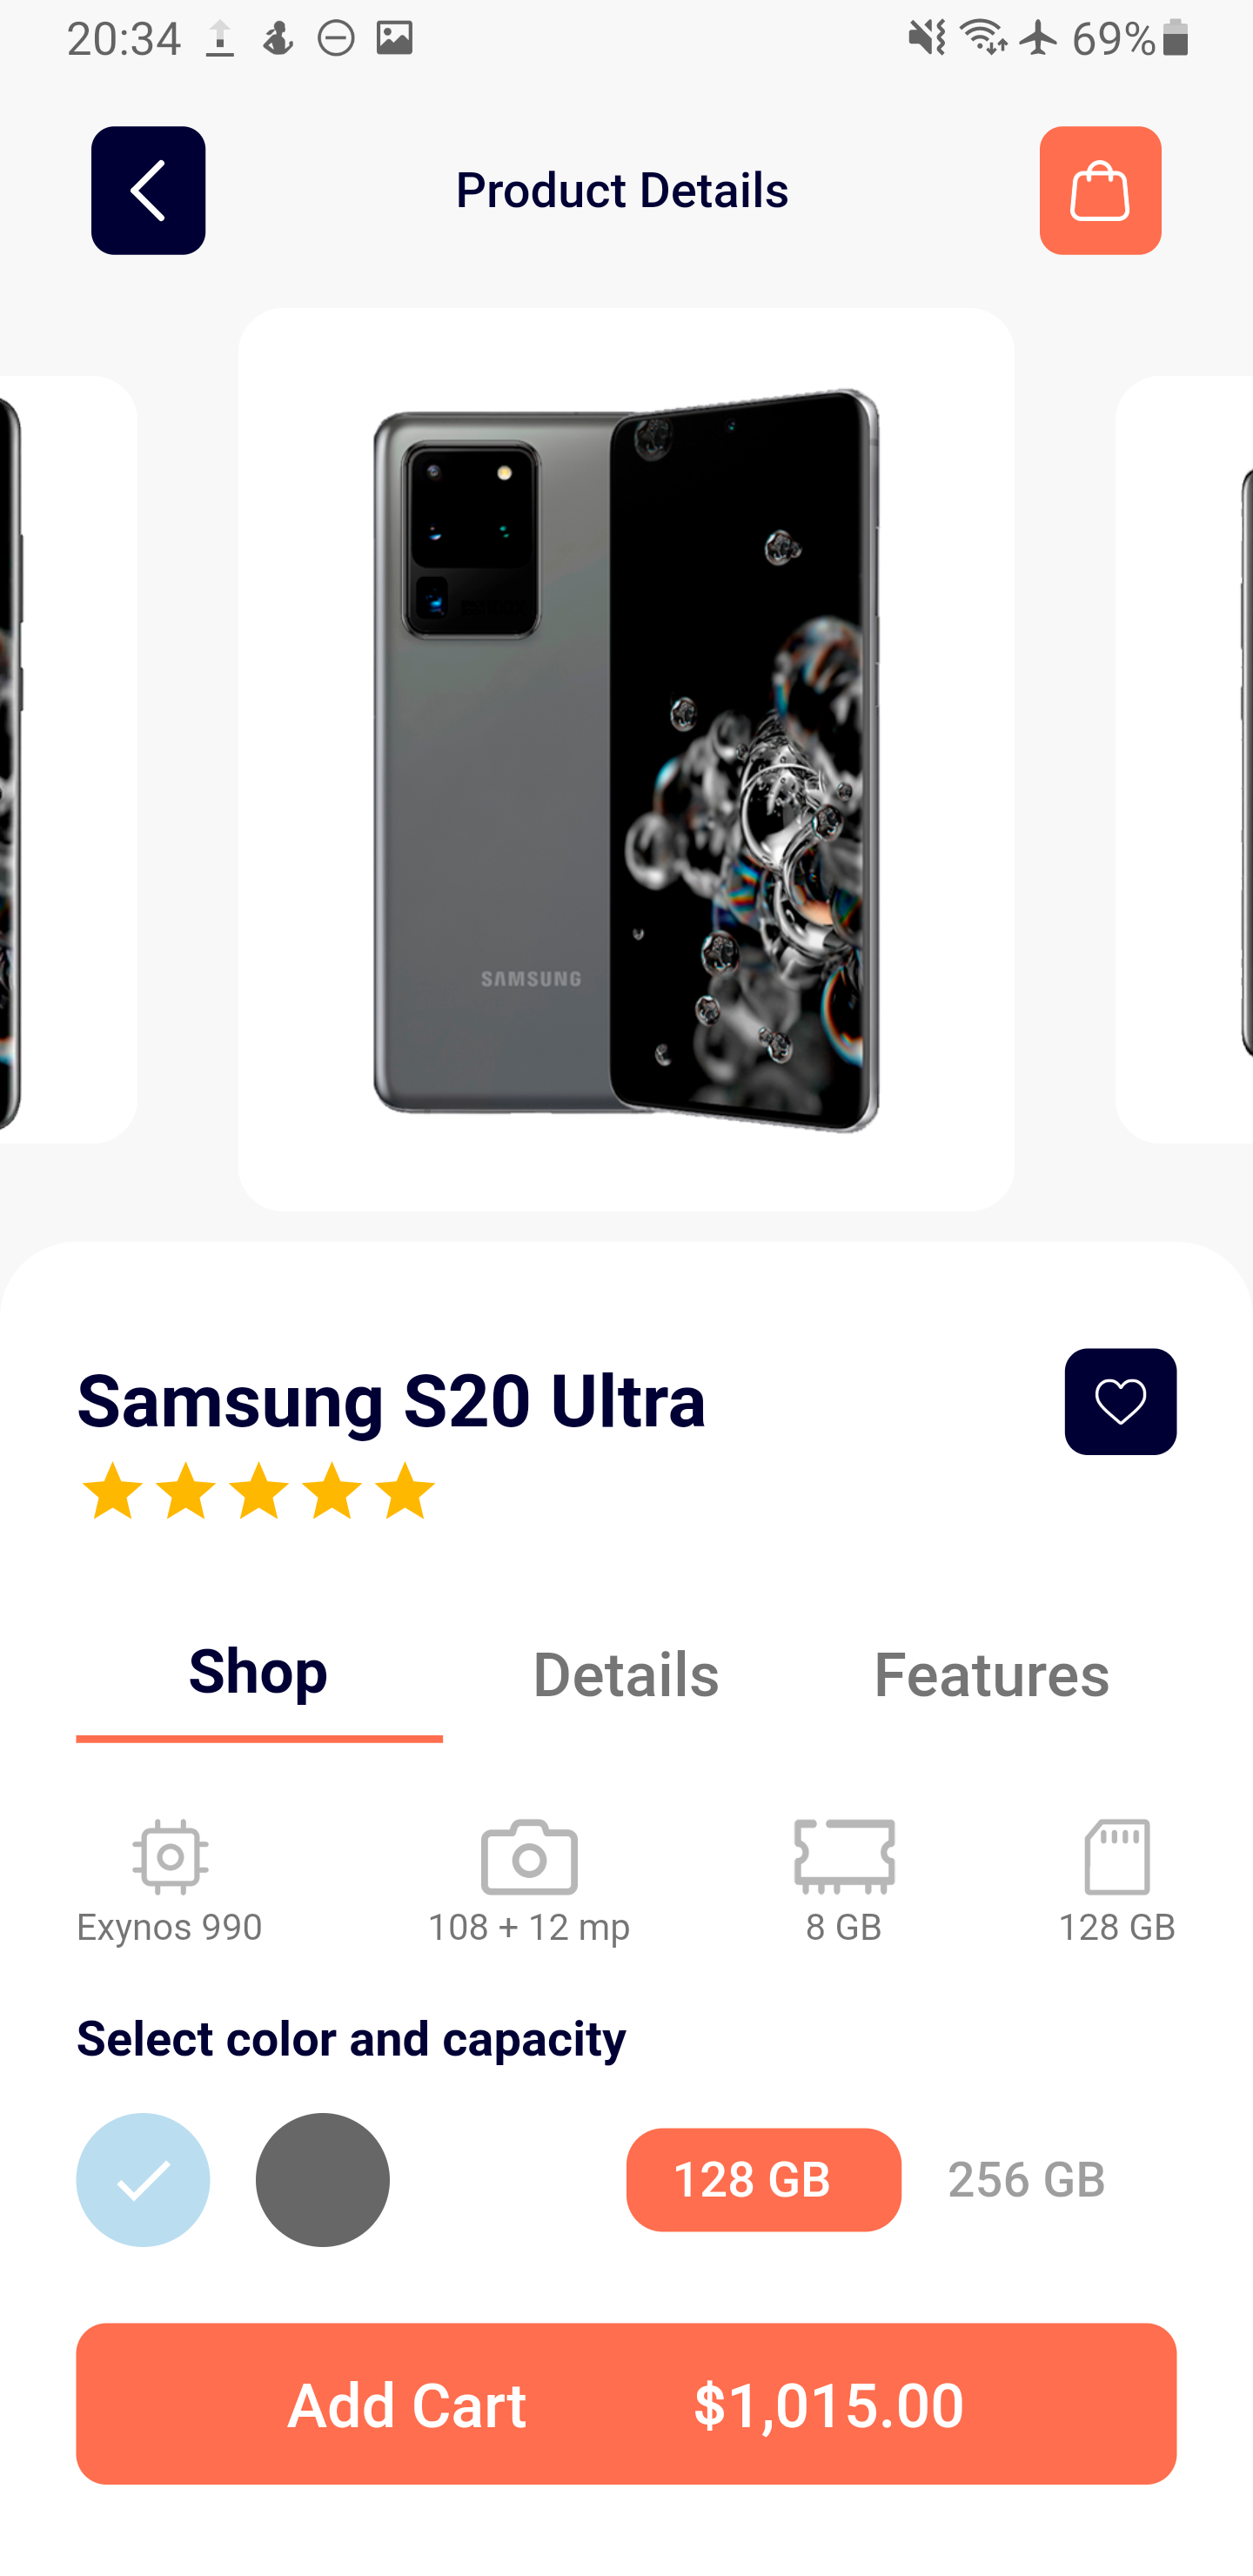 20:34 69%
Product Details
SAMSUNG
Samsung S20 Ultra
Shop Details Features
Exynos 990 108 + 12 mp 8 GB 128 GB
Select color and capacity
128 GB 256 GB
Add Cart $1,015.00